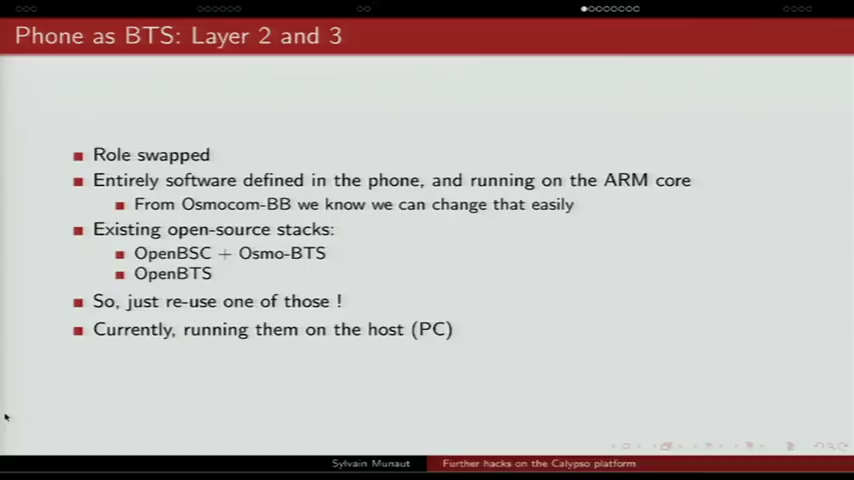 Phone as BTS: Layer 2 and 3
Role swapped
Entirely software defined in the phone, and running on the ARM core
From Osmocom-BB we know we can change that easily
Existing open-source stacks:
OpenBSC + Osmo-BTS
OpenBTS
So, just re-use one of those !
Currently, running them on the host (PC)
Sylvain Munaut
Further hacks on the Calypso platform